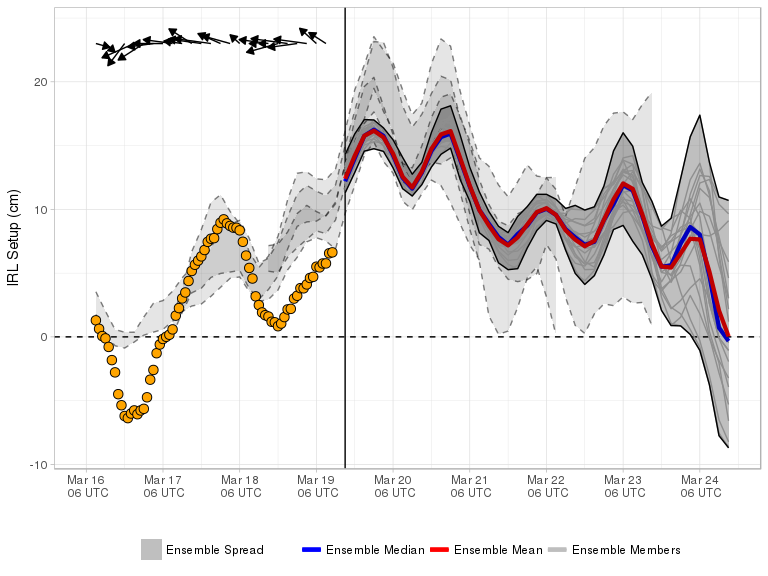 IRL Setup (cm)
20
10
0
-10
Mar 16 Mar 17 Mar 18 Mar 19 Mar 20 Mar 21 Mar 22 Mar 23 Mar 24
06 UTC 06 UTC 06 UTC 06 UTC 06 UTC 06 UTC 06 UTC 06 UTC 06 UTC
Ensemble Spread Ensemble Median Ensemble Mean Ensemble Members